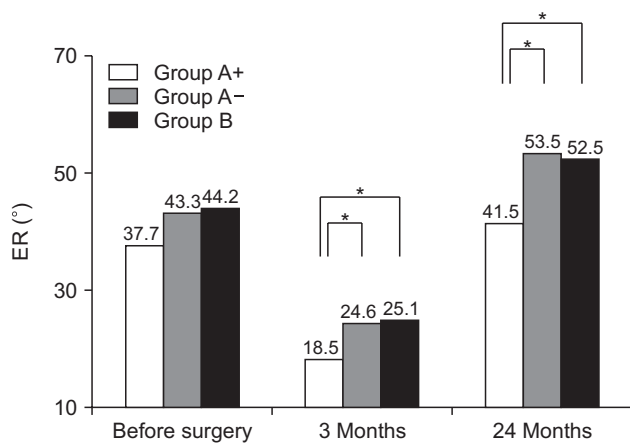 *
*
70
Group A+
Group A−
Group B
53.5
52.5
50
43.3
44.2
41.5
37.7
*
*
ER (°)
30
24.6
25.1
18.5
10
Before surgery
3 Months
24 Months